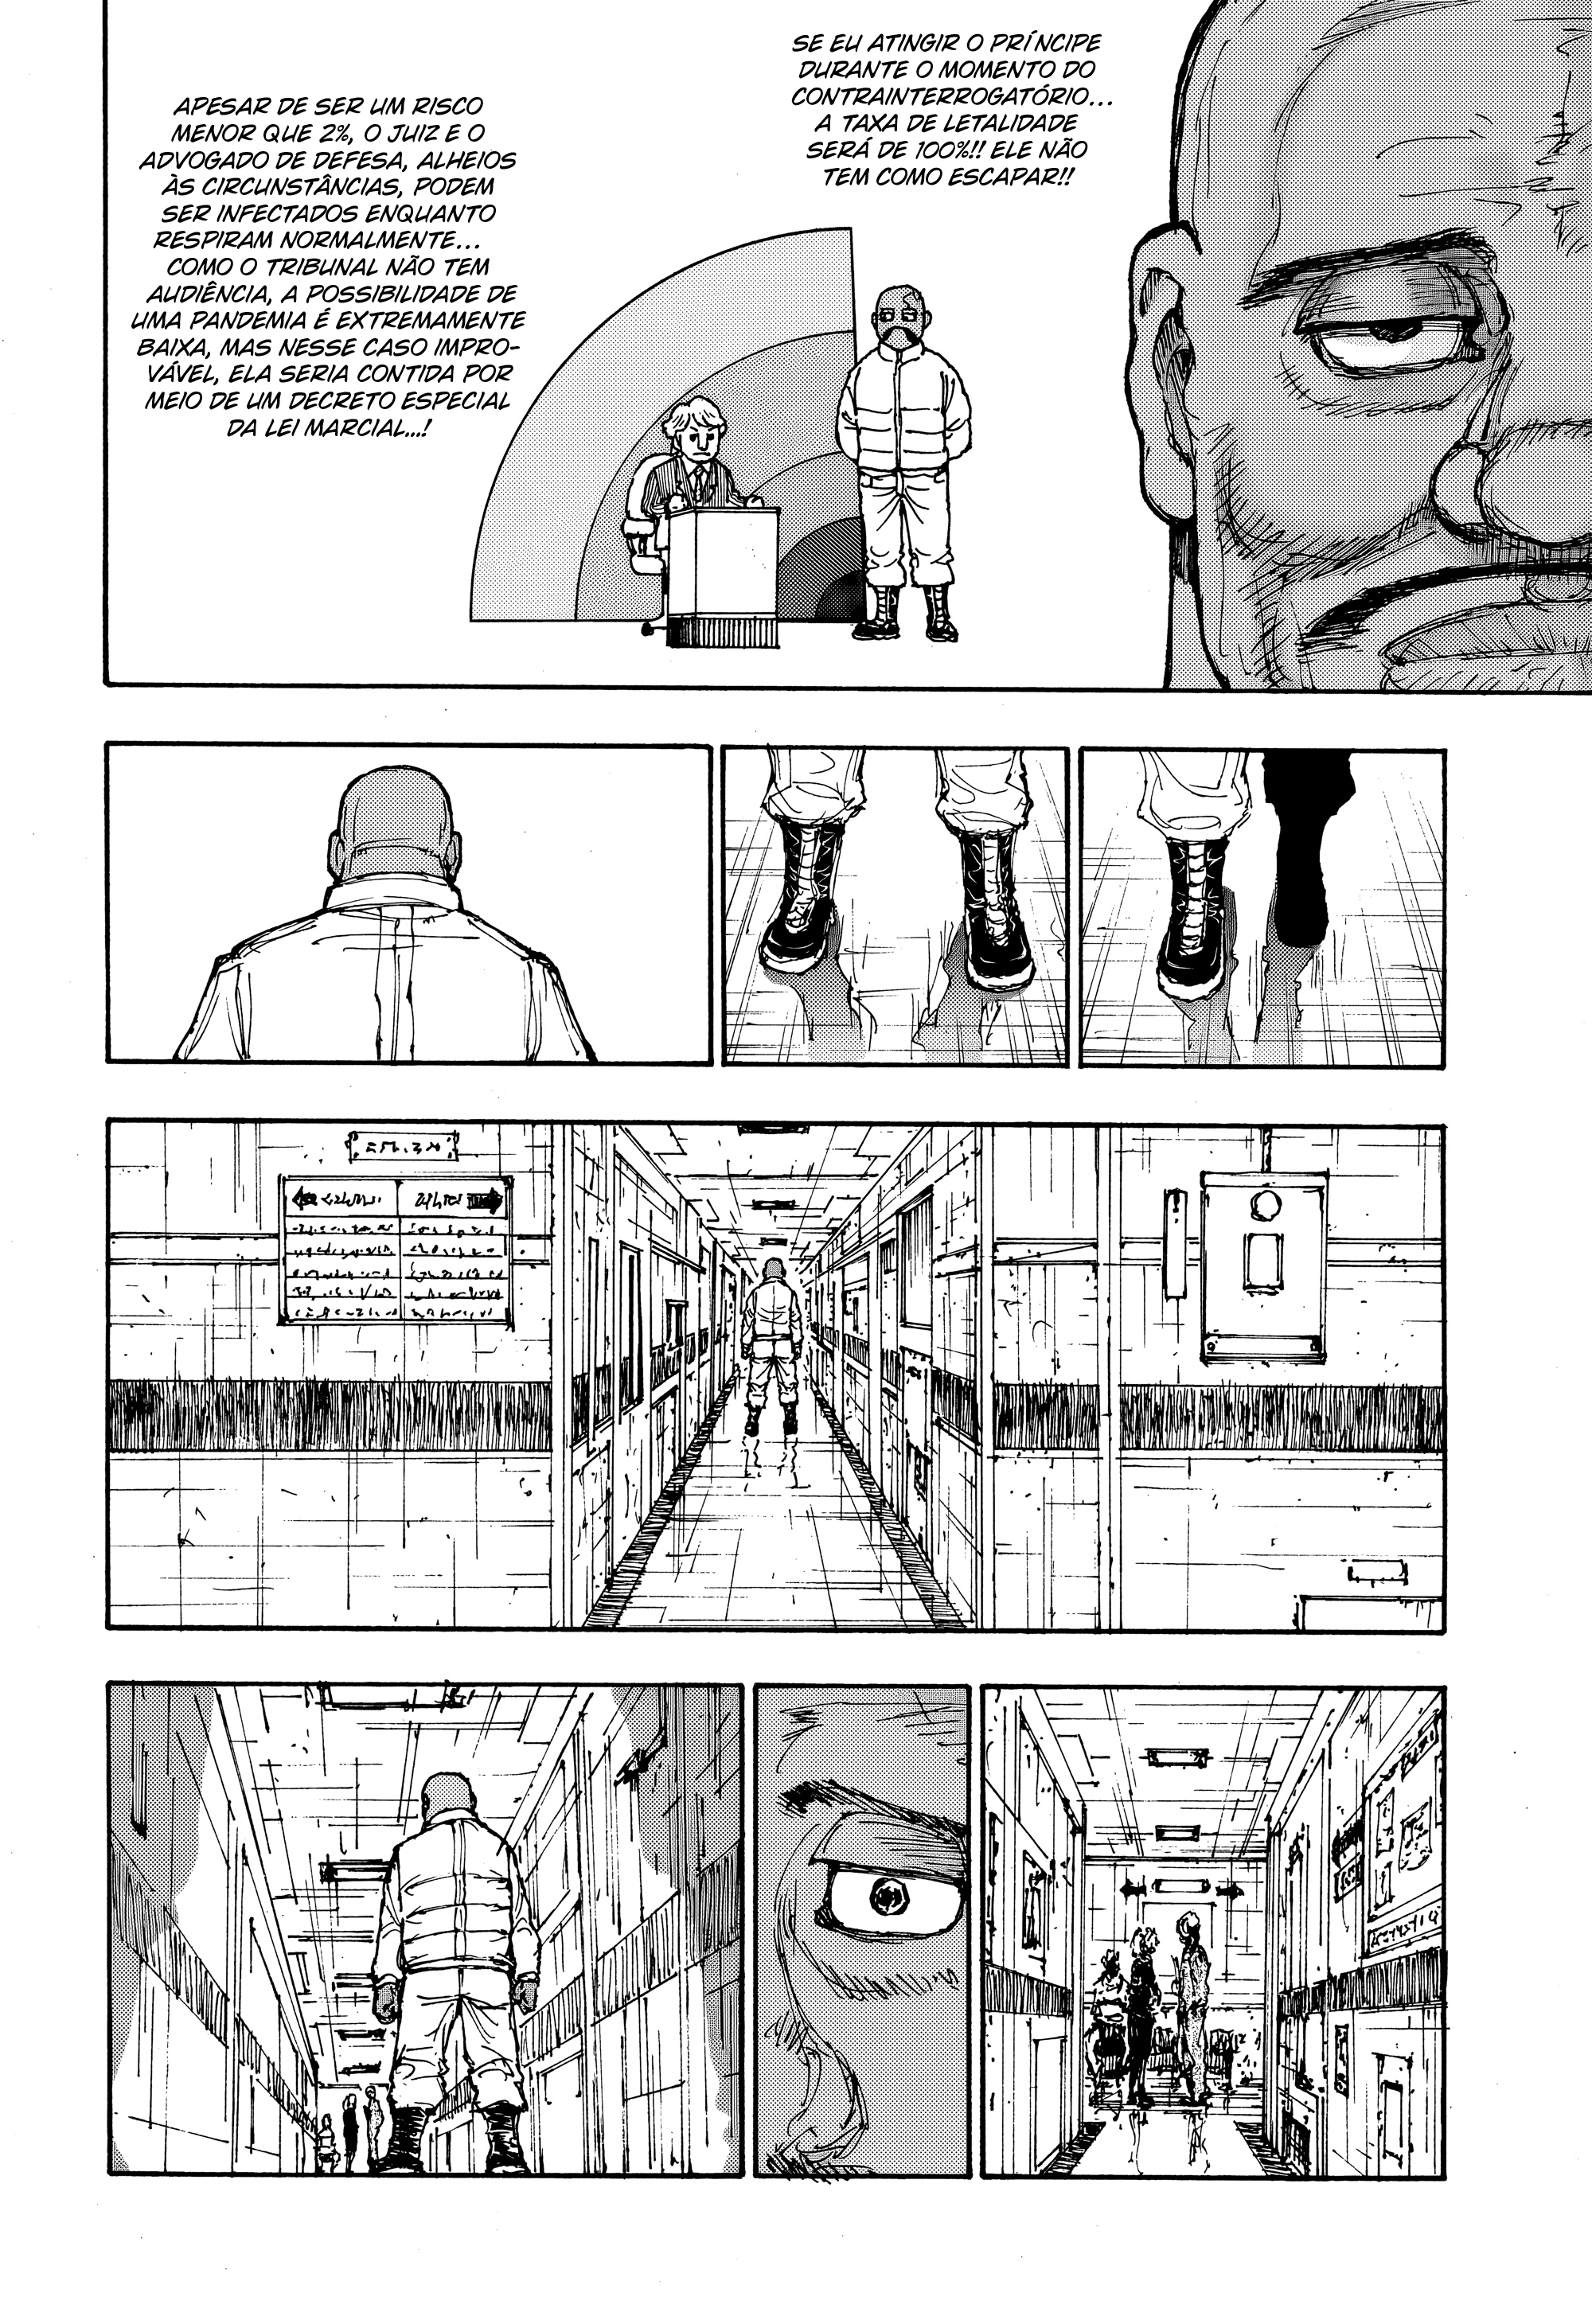 SE EU ATINGIR O PRÍNCIPE
DURANTE O MOMENTO DO
CONTRAINTERROGATÓRIO...
A TAXA DE LETALIDADE
SERÁ DE 100%!! ELE NÃO
TEM COMO ESCAPAR!!
APESAR DE SER UM RISCO
MENOR QUE 2%, O JUIZ E O
ADVOGADO DE DEFESA, ALHEIOS
ÀS CIRCUNSTÂNCIAS, PODEM
SER INFECTADOS ENQUANTO
RESPIRAM NORMALMENTE...
COMO O TRIBUNAL NÃO TEM
AUDIÊNCIA, A POSSIBILIDADE DE
UMA PANDEMIA É EXTREMAMENTE
BAIXA, MAS NESSE CASO IMPRO-
VÁVEL, ELA SERIA CONTIDA POR
MEIO DE UM DECRETO ESPECIAL
DA LEI MARCIAL...!